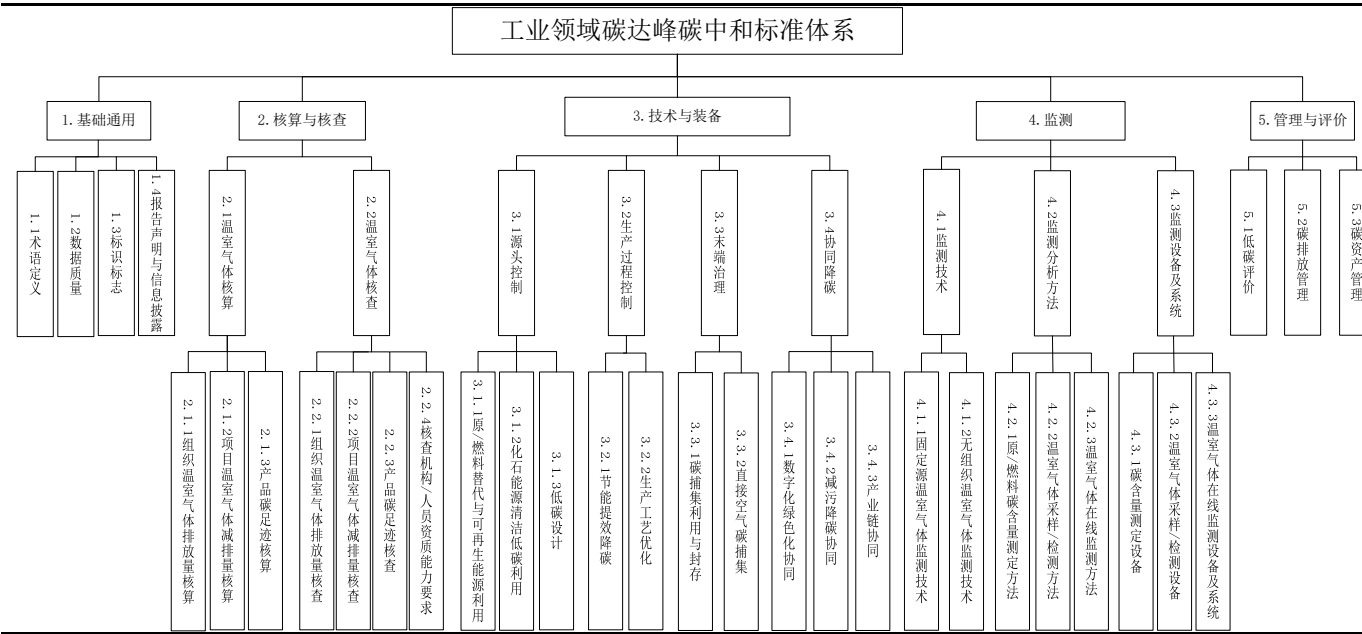 工业领域碳达峰碳中和标准体系
1.基础通用
2.核算与核查
3.技术与装备
4.监测
5.管理与评价
1.1术语定义
1.2数据质量
1.3标识标志
1.4报告声明与信息披露
2.1温室气体核算
2.2温室气体核查
3.1源头控制
3.2生产过程控制
3.3末端治理
3.4协同降碳
4.1监测技术
4.2监测分析方法
4.3监测设备及系统
5.1低碳评价
5.2碳排放管理
5.3碳资产管理
2.1.1组织温室气体排放量核算
2.1.2项目温室气体减排量核算
2.1.3产品碳足迹核算
2.2.1组织温室气体排放量核查
2.2.2项目温室气体减排量核查
2.2.3产品碳足迹核查
2.2.4核查机构/人员资质能力要求
3.1.1原/燃料替代与可再生能源利用
3.1.2化石能源清洁低碳利用
3.1.3低碳设计
3.2.1节能提效降碳
3.2.2生产工艺优化
3.3.1碳捕集利用与封存
3.3.2直接空气碳捕集
3.4.1数字化绿色化协同
3.4.2减污降碳协同
3.4.3产业链协同
4.1.1固定源温室气体监测技术
4.1.2无组织温室气体监测技术
4.2.1原/燃料碳含量测定方法
4.2.2温室气体采样/检测方法
4.2.3温室气体在线监测方法
4.3.1碳含量测定设备
4.3.2温室气体采样/检测设备
4.3.3温室气体在线监测设备及系统